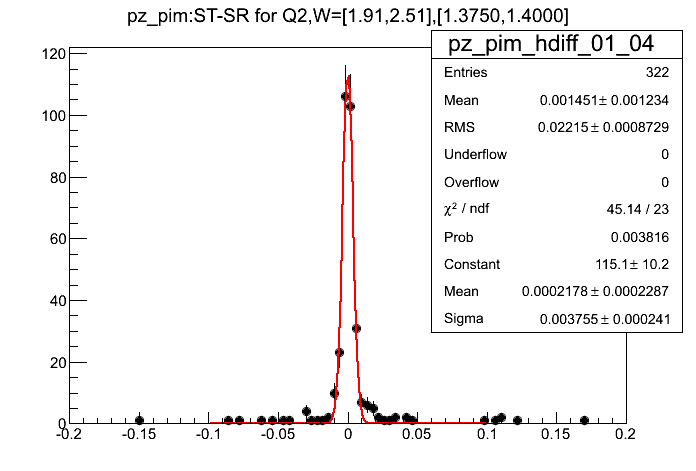 pz_pim:ST-SR for Q2,W=[1.91,2.51],[1.3750,1.4000]
pz_pim_hdiff_01_04
Entries 322
Mean 0.001451± 0.001234
RMS 0.02215± 0.0008729
Underflow 0
Overflow 0
χ² / ndf 45.14 / 23
Prob 0.003816
Constant 115.1± 10.2
Mean 0.0002178± 0.0002287
Sigma 0.003755± 0.000241
120
100
80
60
40
20
0
-0.2 -0.15 -0.1 -0.05 0 0.05 0.1 0.15 0.2